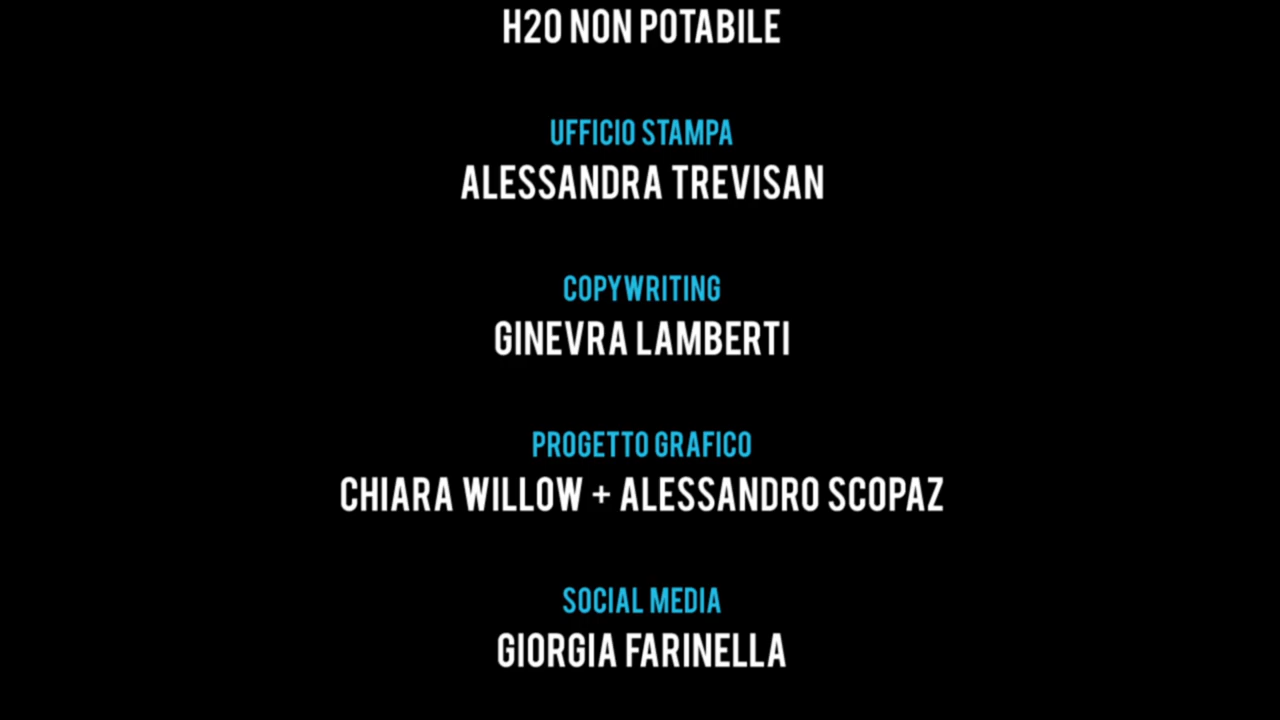 H2O NON POTABILE
UFFICIO STAMPA
ALESSANDRA TREVISAN
COPYWRITING
GINEVRA LAMBERTI
PROGETTO GRAFICO
CHIARA WILLOW + ALESSANDRO SCOPAZ
SOCIAL MEDIA
GIORGIA FARINELLA